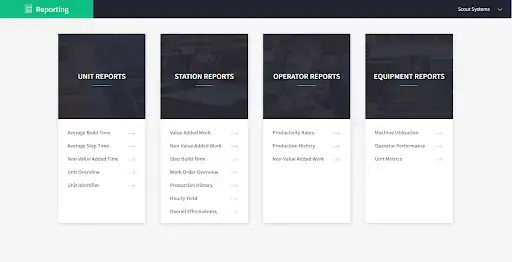 Reporting
Scout Systems
UNIT REPORTS
Average Build Time
Average Step Time
Non-Value Added Time
Unit Overview
Unit Identifier
STATION REPORTS
Value Added Work
Non-Value Added Work
Step Build Time
Work Order Overview
Production History
Hourly Yield
Overall Effectiveness
OPERATOR REPORTS
Productivity Rates
Production History
Non-Value Added Work
EQUIPMENT REPORTS
Machine Utilization
Operator Performance
Unit Metrics